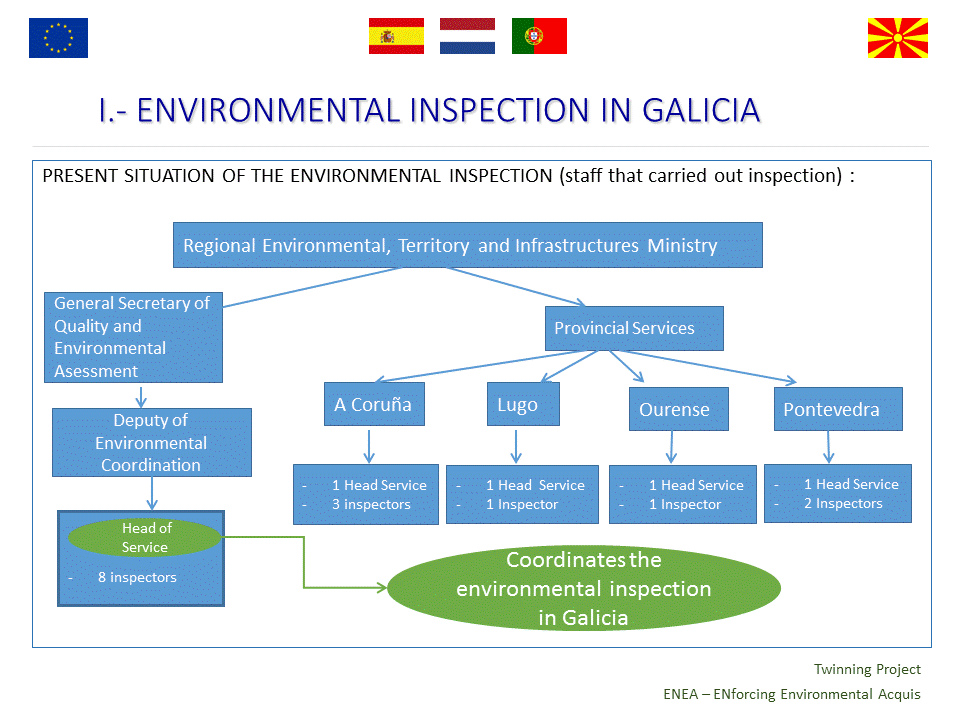 I.- ENVIRONMENTAL INSPECTION IN GALICIA
PRESENT SITUATION OF THE ENVIRONMENTAL INSPECTION (staff that carried out inspection) :
Regional Environmental, Territory and Infrastructures Ministry
General Secretary of
Quality and
Environmental
Asessment
Provincial Services
Deputy of
Environmental
Coordination
A Coruña
Lugo
Ourense
Pontevedra
- 1 Head Service
- 3 inspectors
- 1 Head Service
- 1 Inspector
- 1 Head Service
- 1 Inspector
- 1 Head Service
- 2 Inspectors
Head of
Service
- 8 inspectors
Coordinates the
environmental inspection
in Galicia
Twinning Project
ENEA – ENforcing Environmental Acquis